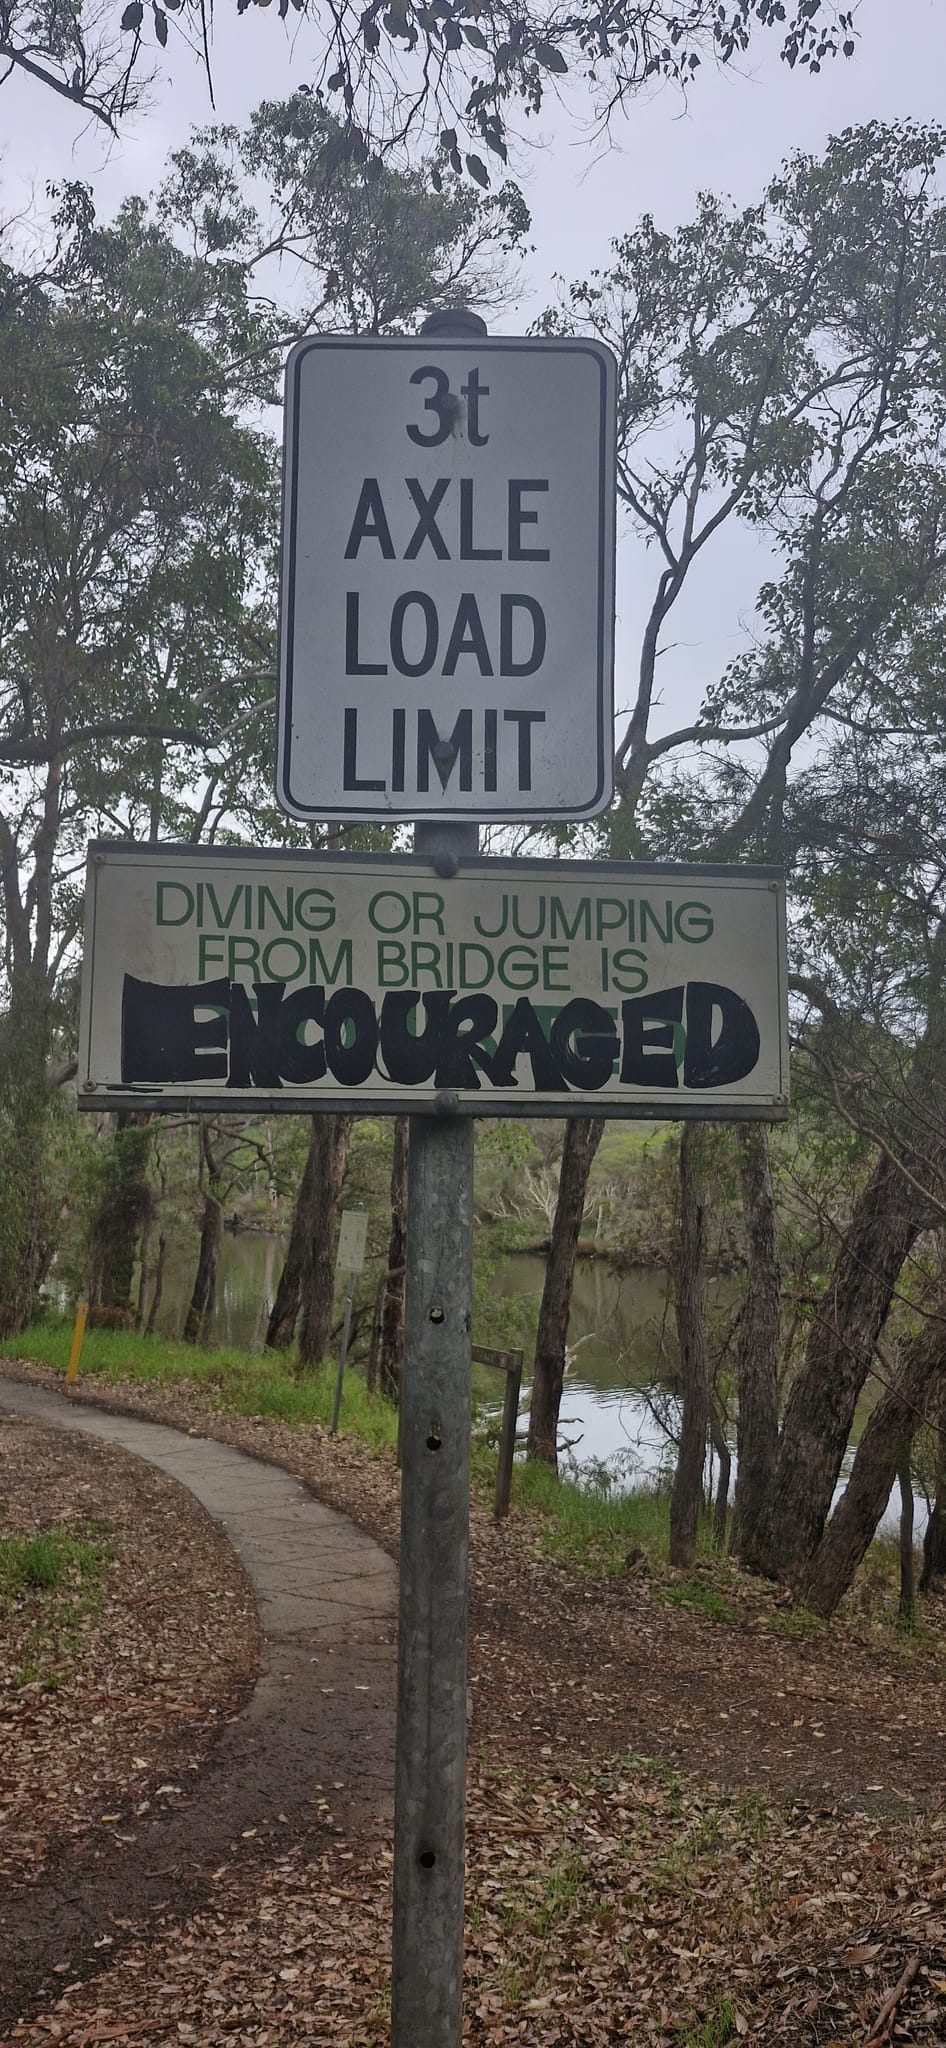 3t
AXLE
LOAD
LIMIT
DIVING OR JUMPING
FROM BRIDGE IS
ENCOURAGED